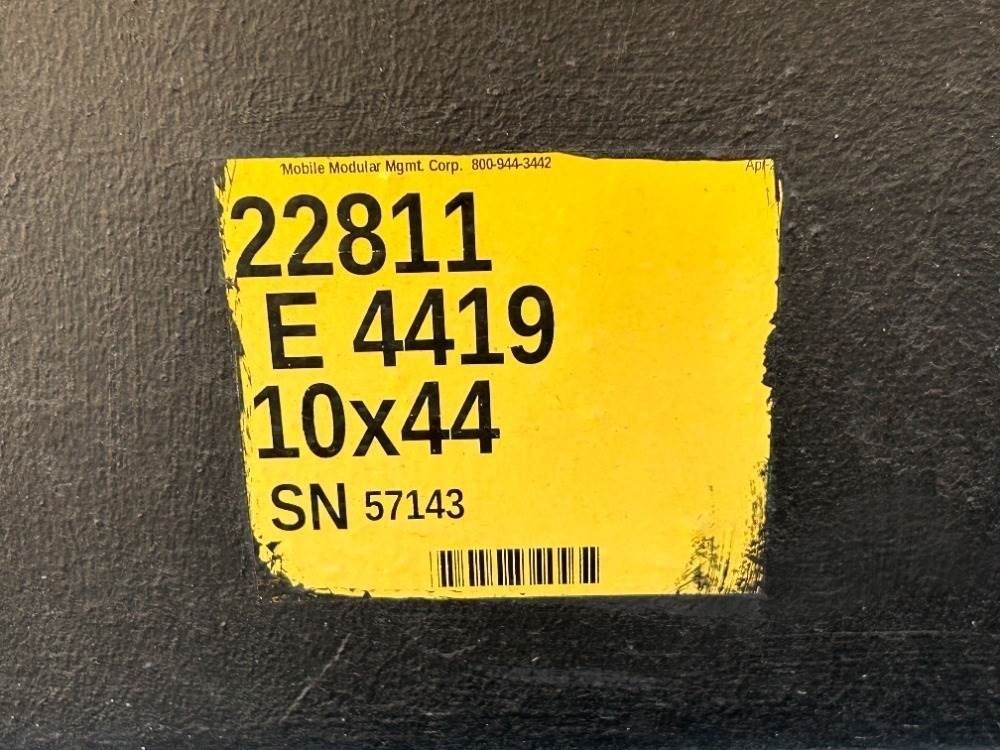 Mobile Modular Mgmt. Corp. 800-944-3442
22811
E 4419
10x44
SN 57143